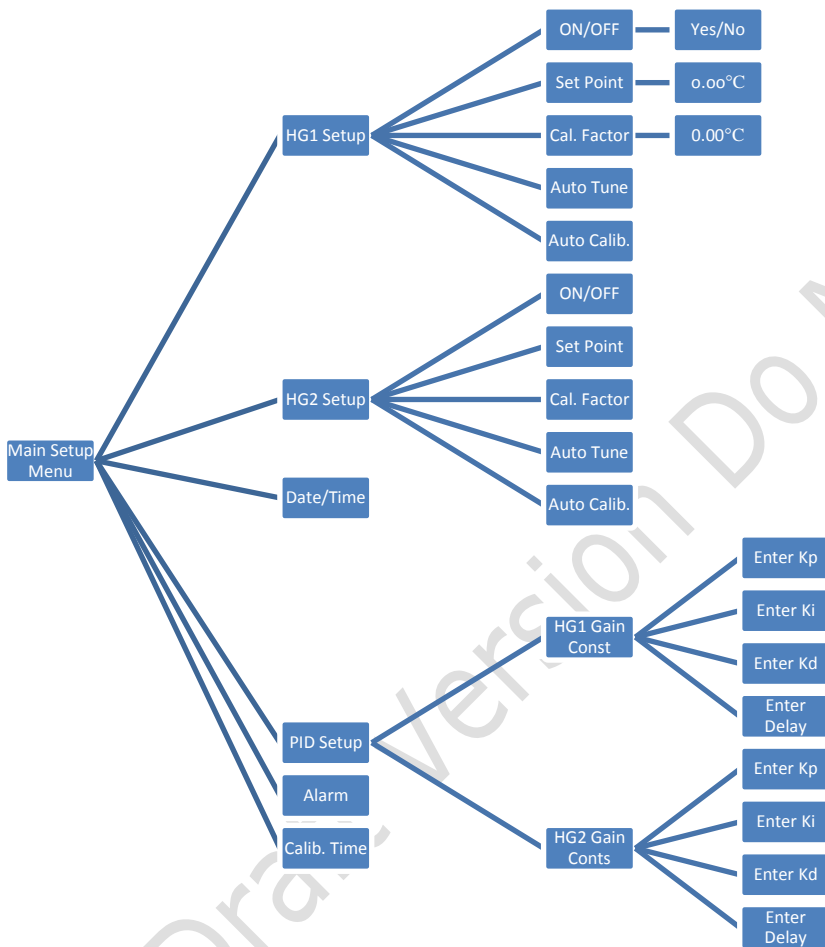 Main Setup
Menu
HG1 Setup
ON/OFF
Yes/No
Set Point
o.oo°C
Cal. Factor
0.00°C
Auto Tune
Auto Calib.
HG2 Setup
ON/OFF
Set Point
Cal. Factor
Auto Tune
Auto Calib.
Date/Time
PID Setup
HG1 Gain
Const
Enter Kp
Enter Ki
Enter Kd
Enter
Delay
HG2 Gain
Conts
Enter Kp
Enter Ki
Enter Kd
Enter
Delay
Alarm
Calib. Time
Draft Version Do